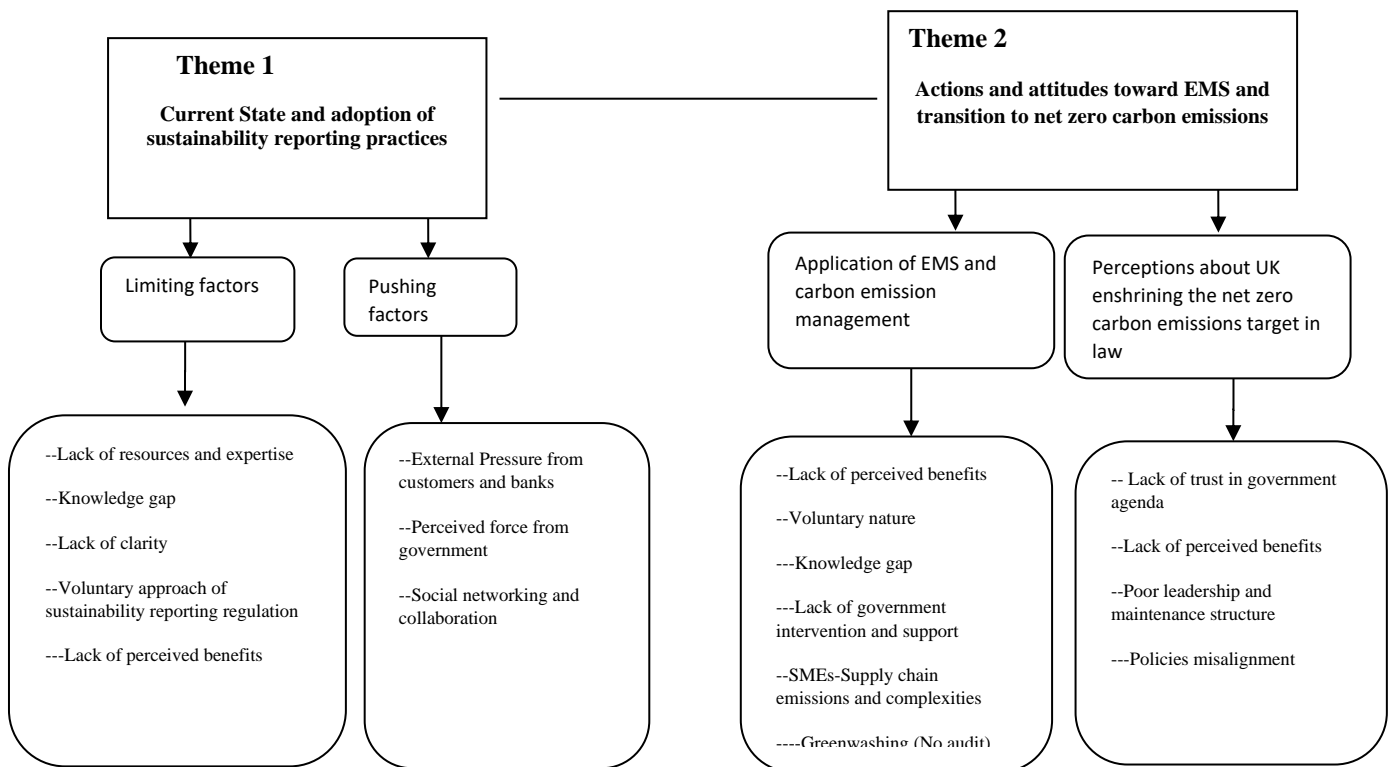 Theme 1
Current State and adoption of
sustainability reporting practices
Theme 2
Actions and attitudes toward EMS and
transition to net zero carbon emissions
Limiting factors
Pushing
factors
Application of EMS and
carbon emission
management
Perceptions about UK
enshrining the net zero
carbon emissions target in
law
--Lack of resources and expertise
--Knowledge gap
--Lack of clarity
--Voluntary approach of
sustainability reporting regulation
---Lack of perceived benefits
--External Pressure from
customers and banks
--Perceived force from
government
--Social networking and
collaboration
--Lack of perceived benefits
--Voluntary nature
---Knowledge gap
---Lack of government
intervention and support
--SMEs-Supply chain
emissions and complexities
----Greenwashing (No audit)
-- Lack of trust in government
agenda
--Lack of perceived benefits
--Poor leadership and
maintenance structure
---Policies misalignment